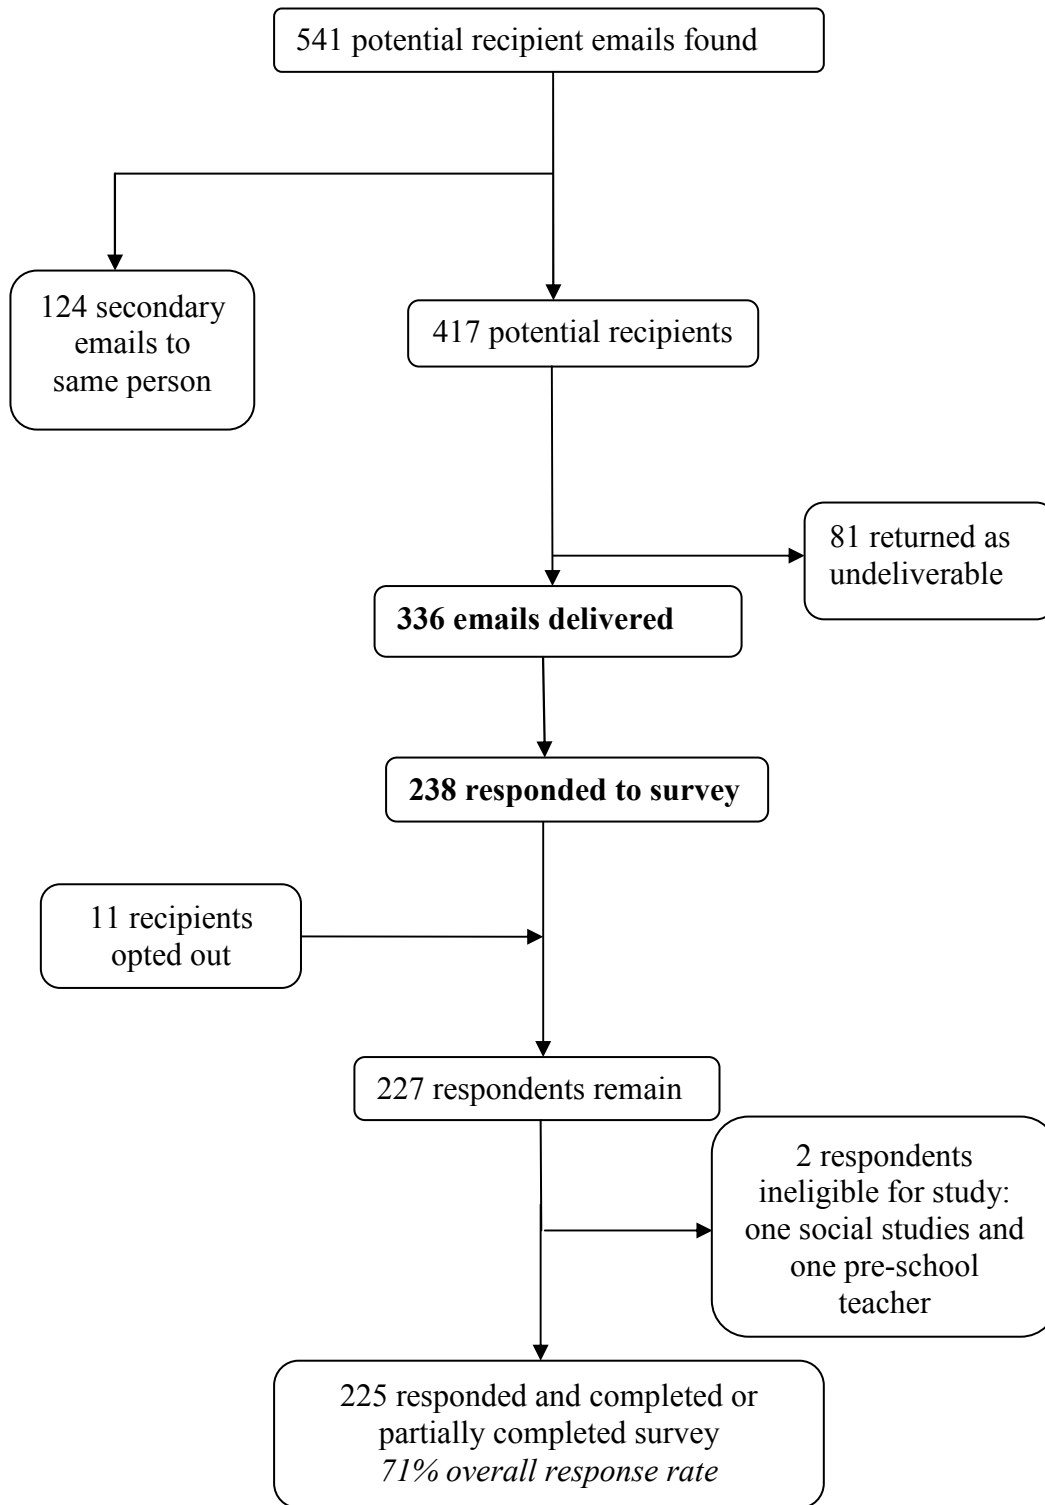 541 potential recipient emails found
124 secondary
emails to
same person
417 potential recipients
81 returned as
undeliverable
336 emails delivered
238 responded to survey
11 recipients
opted out
227 respondents remain
2 respondents
ineligible for study:
one social studies and
one pre-school
teacher
225 responded and completed or
partially completed survey
71% overall response rate